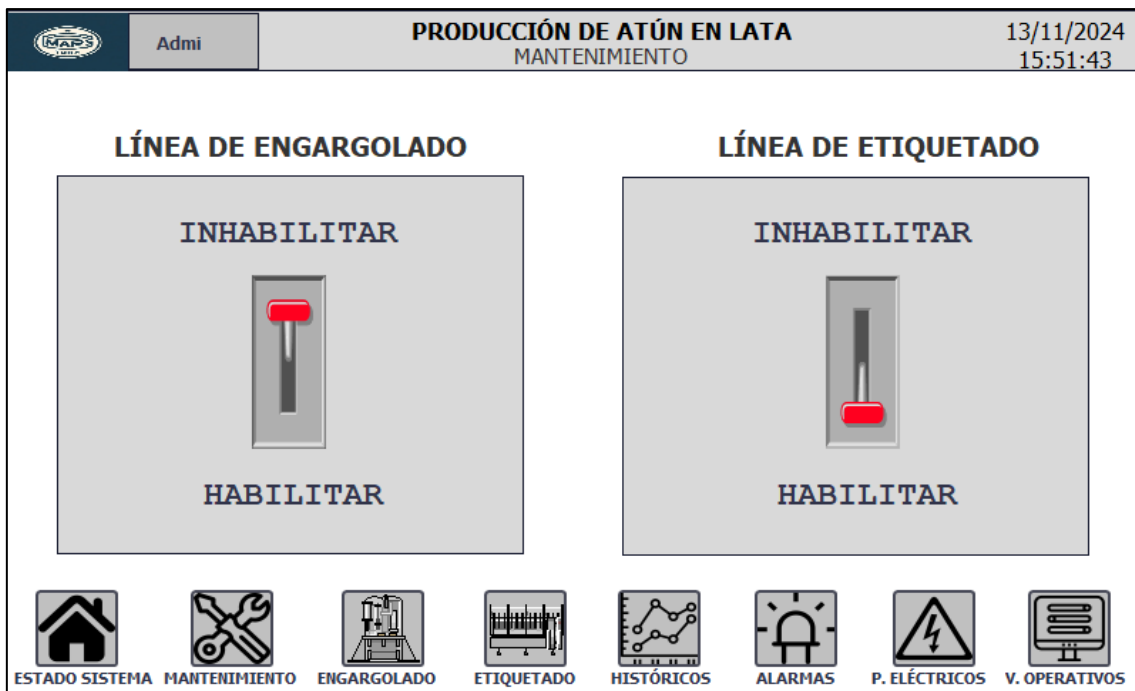 MAPS
Admi
PRODUCCIÓN DE ATÚN EN LATA
MANTENIMIENTO
13/11/2024
15:51:43
LÍNEA DE ENGARGOLADO
INHABILITAR
HABILITAR
LÍNEA DE ETIQUETADO
INHABILITAR
HABILITAR
ESTADO SISTEMA
MANTENIMIENTO
ENGARGOLADO
ETIQUETADO
HISTÓRICOS
ALARMAS
P. ELÉCTRICOS
V. OPERATIVOS